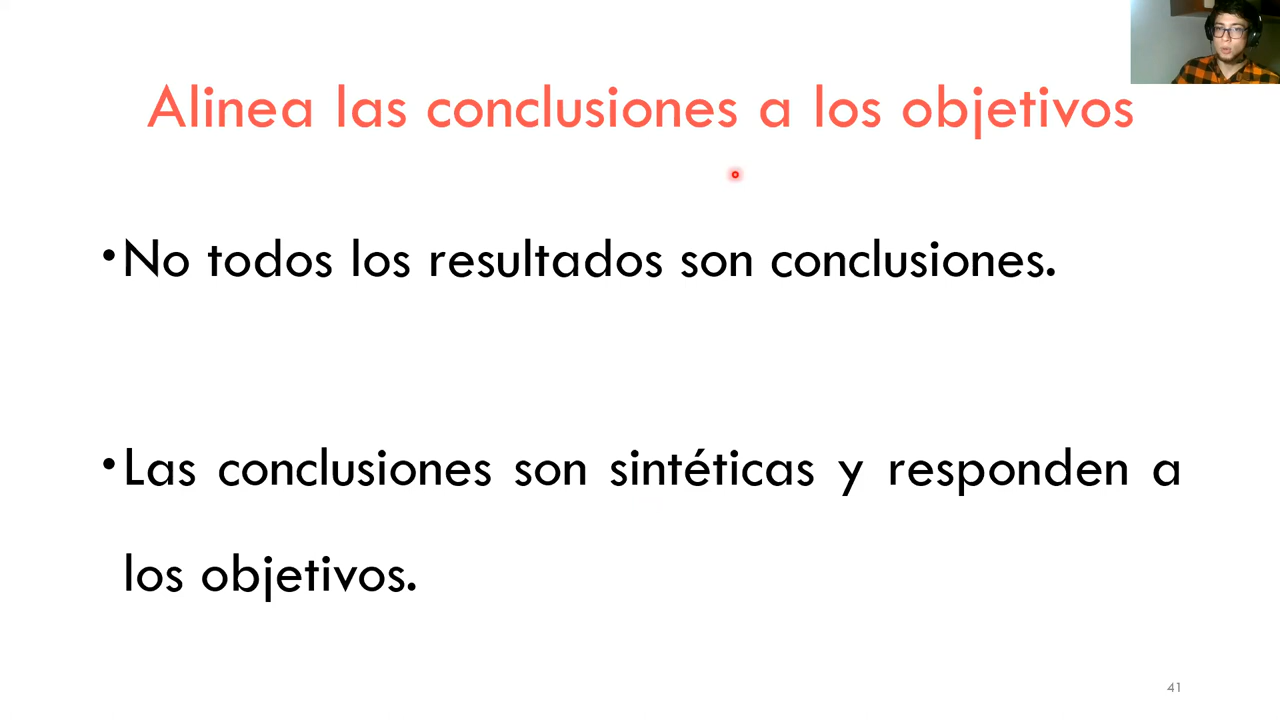 Alinea las conclusiones a los objetivos
•No todos los resultados son conclusiones.
•Las conclusiones son sintéticas y responden a
los objetivos.
41